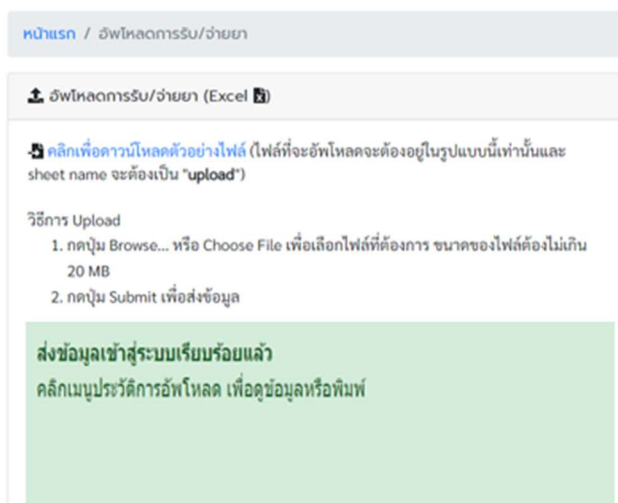 หน้าแรก / อัพโหลดการรับ/จ่ายยา
อัพโหลดการรับ/จ่ายยา (Excel)
คลิกเพื่อดาวน์โหลดตัวอย่างไฟล์ (ไฟล์ที่จะอัพโหลดจะต้องอยู่ในรูปแบบนี้เท่านั้นและ
sheet name จะต้องเป็น "upload")
วิธีการ Upload
1. กดปุ่ม Browse... หรือ Choose File เพื่อเลือกไฟล์ที่ต้องการ ขนาดของไฟล์ต้องไม่เกิน
20 MB
2. กดปุ่ม Submit เพื่อส่งข้อมูล
ส่งข้อมูลเข้าสู่ระบบเรียบร้อยแล้ว
คลิกเมนูประวัติการอัพโหลด เพื่อดูข้อมูลหรือพิมพ์